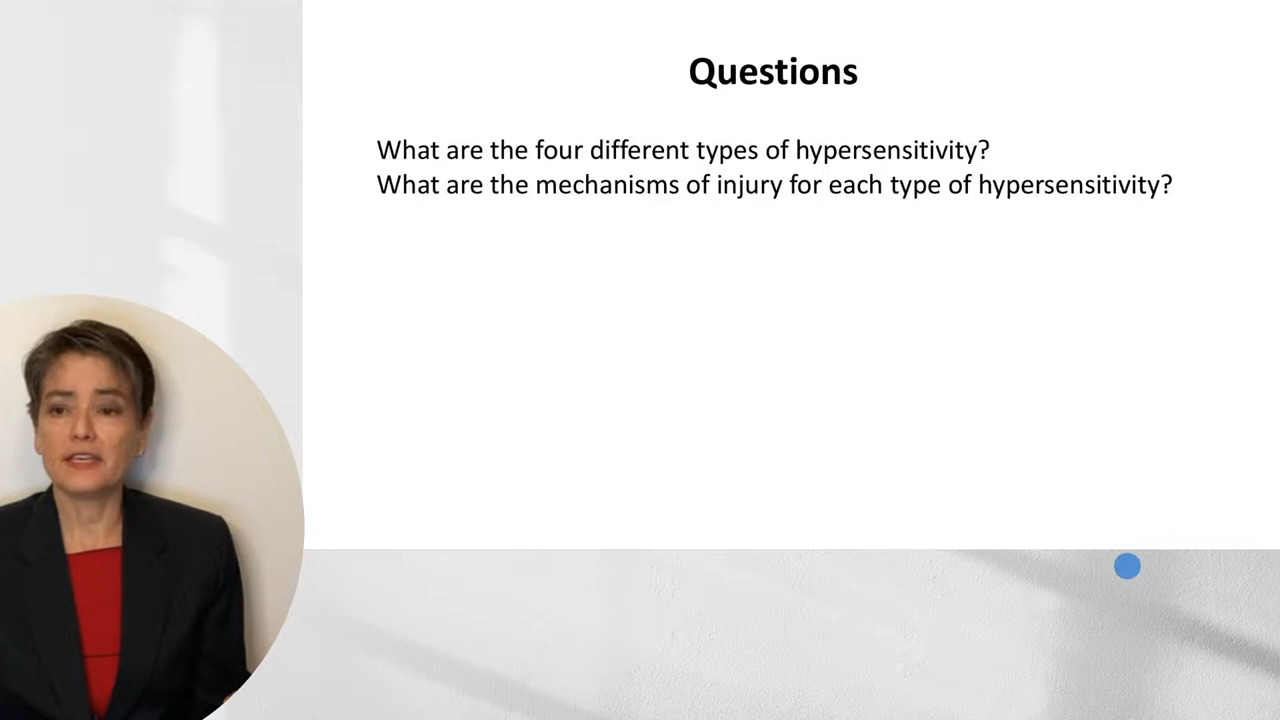 Questions
What are the four different types of hypersensitivity?
What are the mechanisms of injury for each type of hypersensitivity?